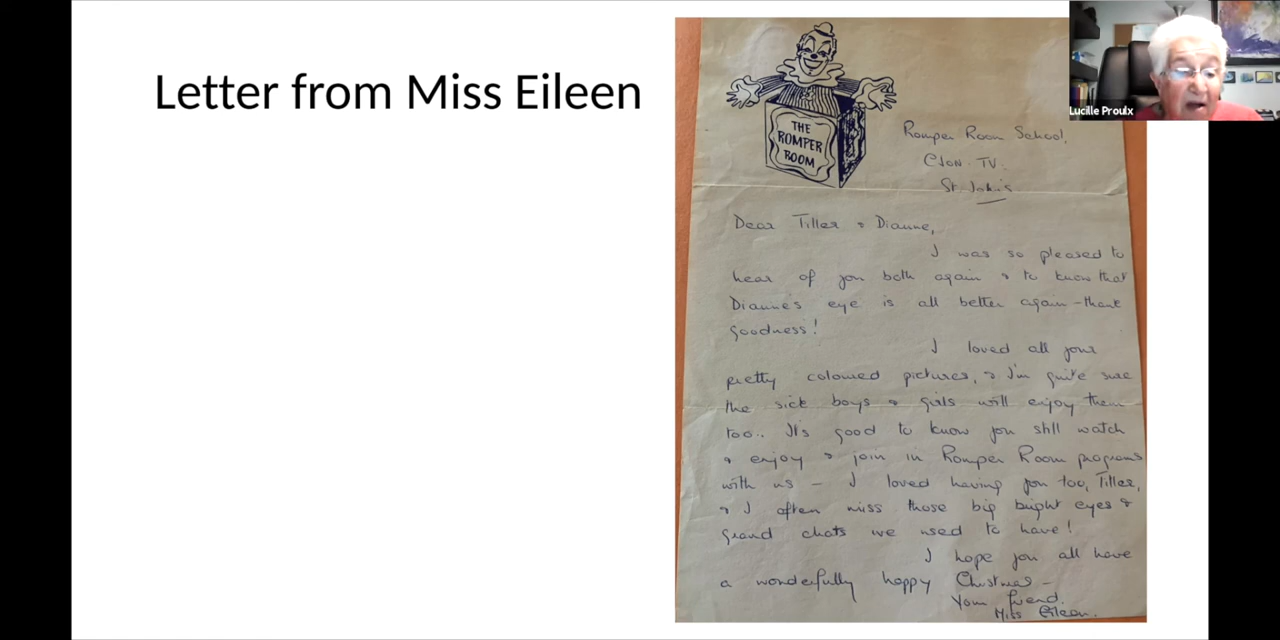 Letter from Miss Eileen
THE
ROMPER
ROOM
Lucille Proulx
Romper Room School,
CJON. TV.
St. John's
Dear Tiller & Dianne,
I was so pleased to
hear of you both again & to know that
Dianne's eye is all better again - thank
goodness!
I loved all your
pretty coloured pictures, & I'm quite sure
the sick boys & girls will enjoy them
too.. It's good to know you still watch
& enjoy & join in Romper Room programs
with us - I loved having you too, Tiller,
& I often miss those big bright eyes &
grand chats we used to have!
I hope you all have
a wonderfully happy Christmas -
Your friend.
Miss Eileen.